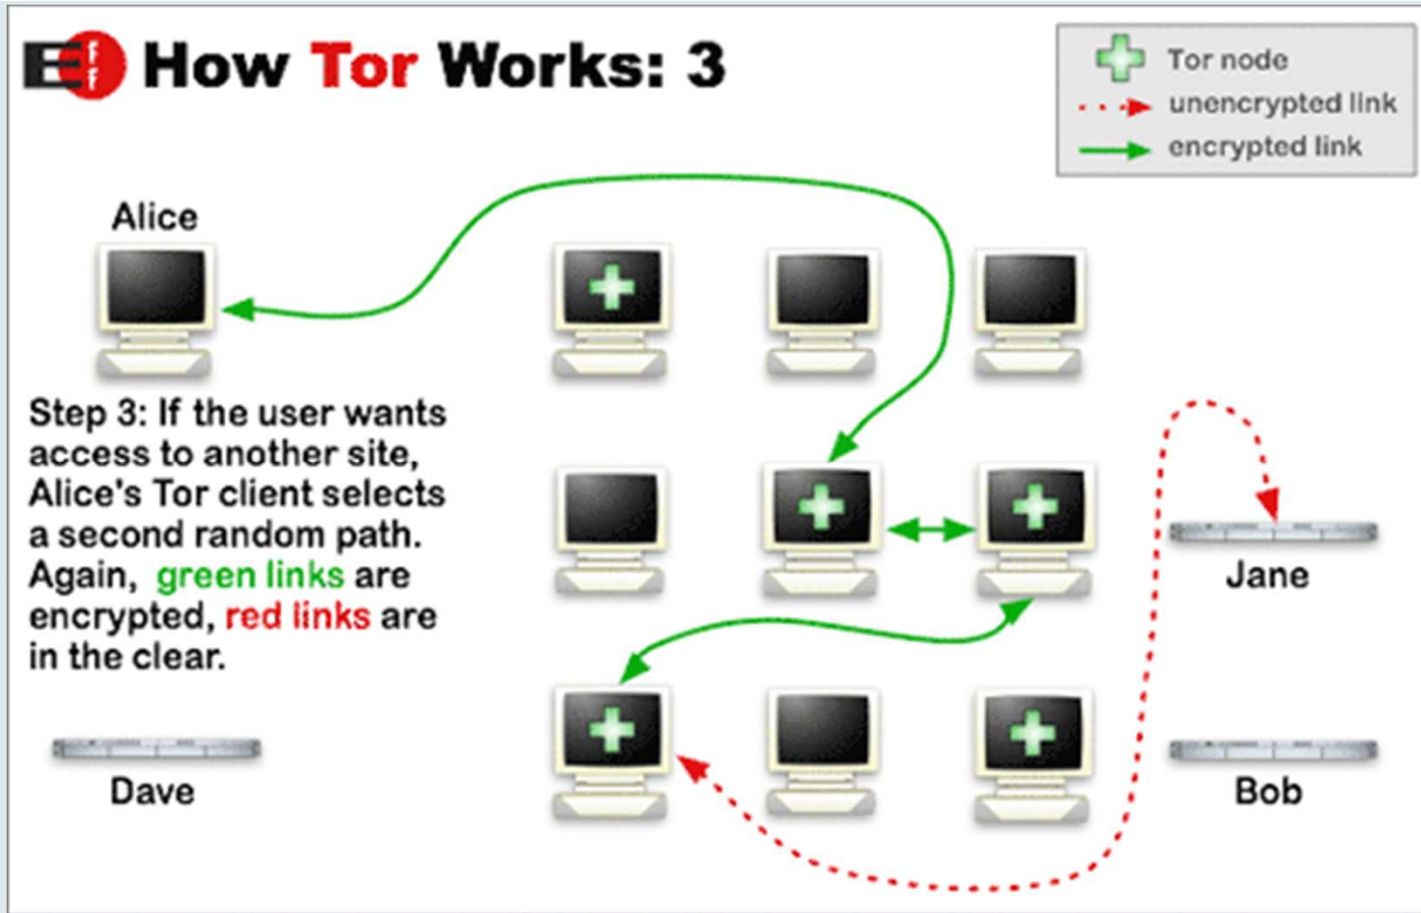 EFF How Tor Works: 3
Tor node
unencrypted link
encrypted link
Alice
Step 3: If the user wants
access to another site,
Alice's Tor client selects
a second random path.
Again, green links are
encrypted, red links are
in the clear.
Jane
Dave
Bob